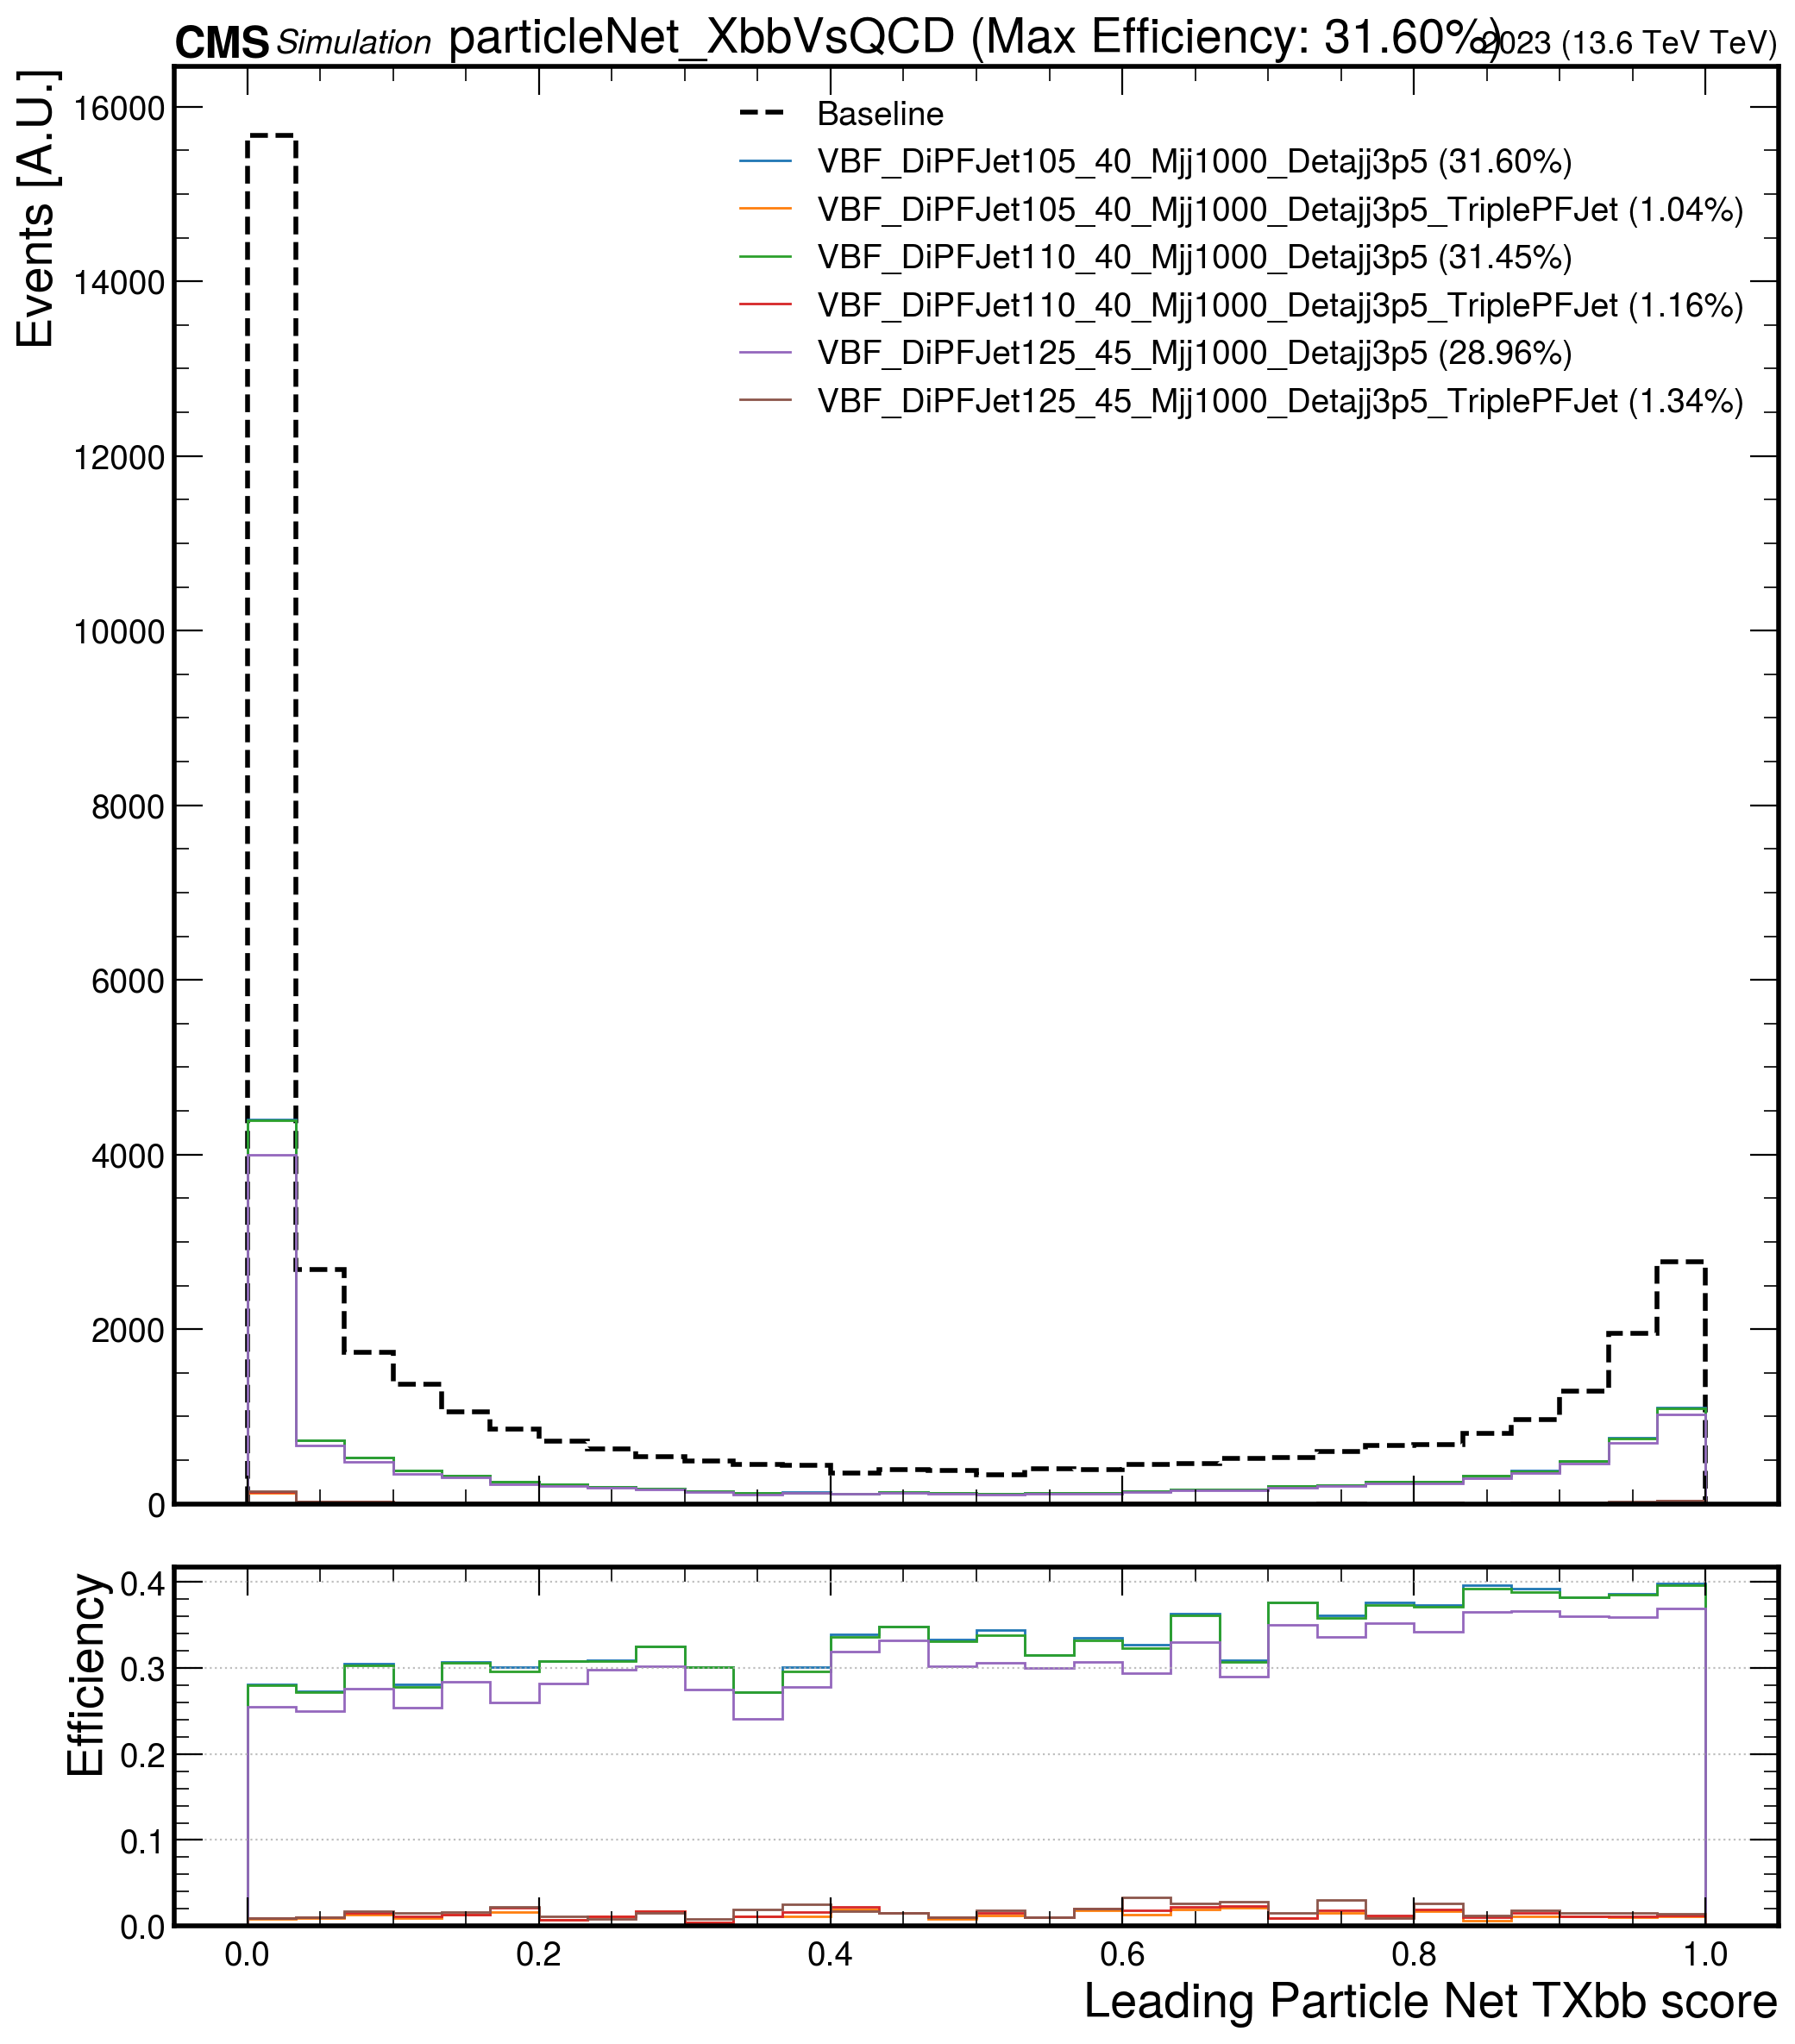 CMS Simulation particleNet_XbbVsQCD (Max Efficiency: 31.60%) 2023 (13.6 TeV TeV)
Events [A.U.]
16000
14000
12000
10000
8000
6000
4000
2000
0
Baseline
VBF_DiPFJet105_40_Mjj1000_Detajj3p5 (31.60%)
VBF_DiPFJet105_40_Mjj1000_Detajj3p5_TriplePFJet (1.04%)
VBF_DiPFJet110_40_Mjj1000_Detajj3p5 (31.45%)
VBF_DiPFJet110_40_Mjj1000_Detajj3p5_TriplePFJet (1.16%)
VBF_DiPFJet125_45_Mjj1000_Detajj3p5 (28.96%)
VBF_DiPFJet125_45_Mjj1000_Detajj3p5_TriplePFJet (1.34%)
Efficiency
0.4
0.3
0.2
0.1
0.0
0.0 0.2 0.4 0.6 0.8 1.0
Leading Particle Net TXbb score